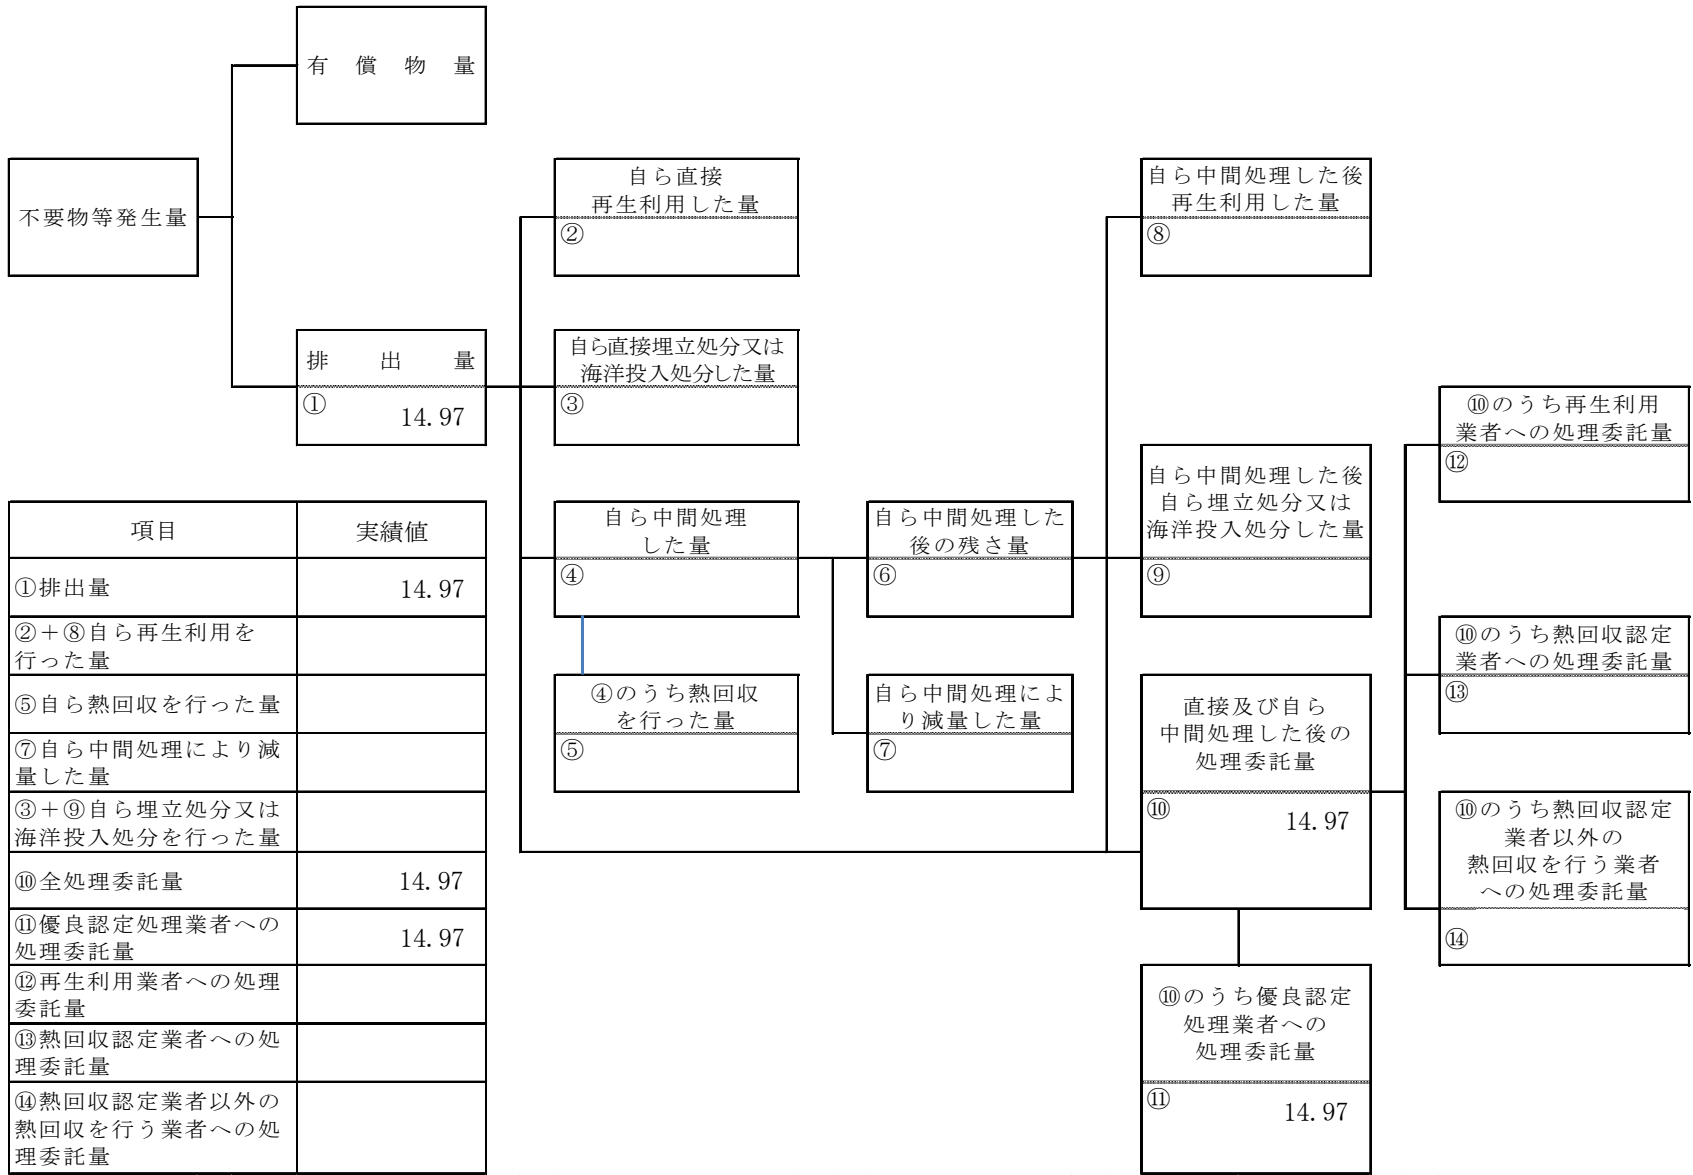 有償物量
不要物等発生量
排出量
①
14.97
自ら直接
再生利用した量
②
自ら直接埋立処分又は
海洋投入処分した量
③
自ら中間処理
した量
④
④のうち熱回収
を行った量
⑤
自ら中間処理した
後の残さ量
⑥
自ら中間処理によ
り減量した量
⑦
自ら中間処理した後
再生利用した量
⑧
自ら中間処理した後
自ら埋立処分又は
海洋投入処分した量
⑨
直接及び自ら
中間処理した後の
処理委託量
⑩
14.97
⑩のうち優良認定
処理業者への
処理委託量
⑪
14.97
⑩のうち再生利用
業者への処理委託量
⑫
⑩のうち熱回収認定
業者への処理委託量
⑬
⑩のうち熱回収認定
業者以外の
熱回収を行う業者
への処理委託量
⑭
項目 実績値
①排出量 14.97
②＋⑧自ら再生利用を
行った量
⑤自ら熱回収を行った量
⑦自ら中間処理により減
量した量
③＋⑨自ら埋立処分又は
海洋投入処分を行った量
⑩全処理委託量 14.97
⑪優良認定処理業者への
処理委託量 14.97
⑫再生利用業者への処理
委託量
⑬熱回収認定業者への処
理委託量
⑭熱回収認定業者以外の
熱回収を行う業者への処
理委託量